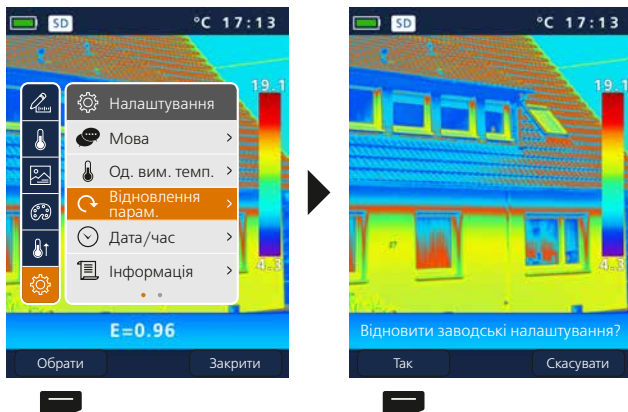 SD °C 17:13
19.1
Налаштування
Мова
Од. вим. темп.
Відновлення
парам.
Дата/час
Інформація
4.3
E=0.96
Обрати Закрити
SD °C 17:13
19.1
27
4.3
Відновити заводські налаштування?
Так Скасувати